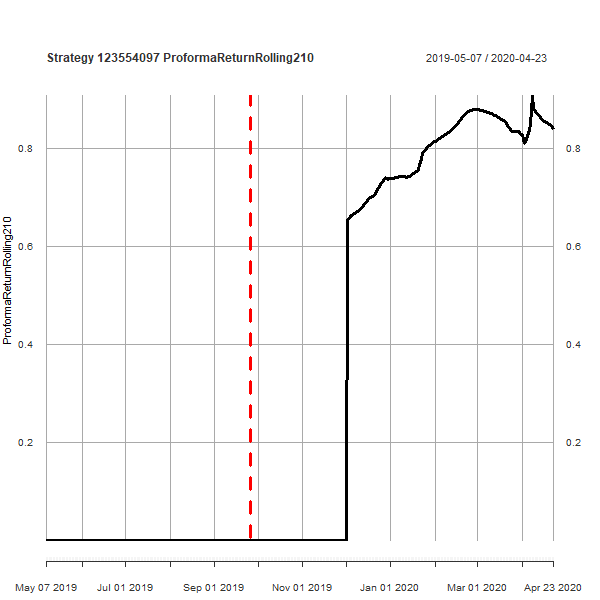 Strategy 123554097 ProformaReturnRolling210
2019-05-07 / 2020-04-23
ProformaReturnRolling210
0.8 0.8
0.6 0.6
0.4 0.4
0.2 0.2
May 07 2019 Jul 01 2019 Sep 01 2019 Nov 01 2019 Jan 01 2020 Mar 01 2020 Apr 23 2020